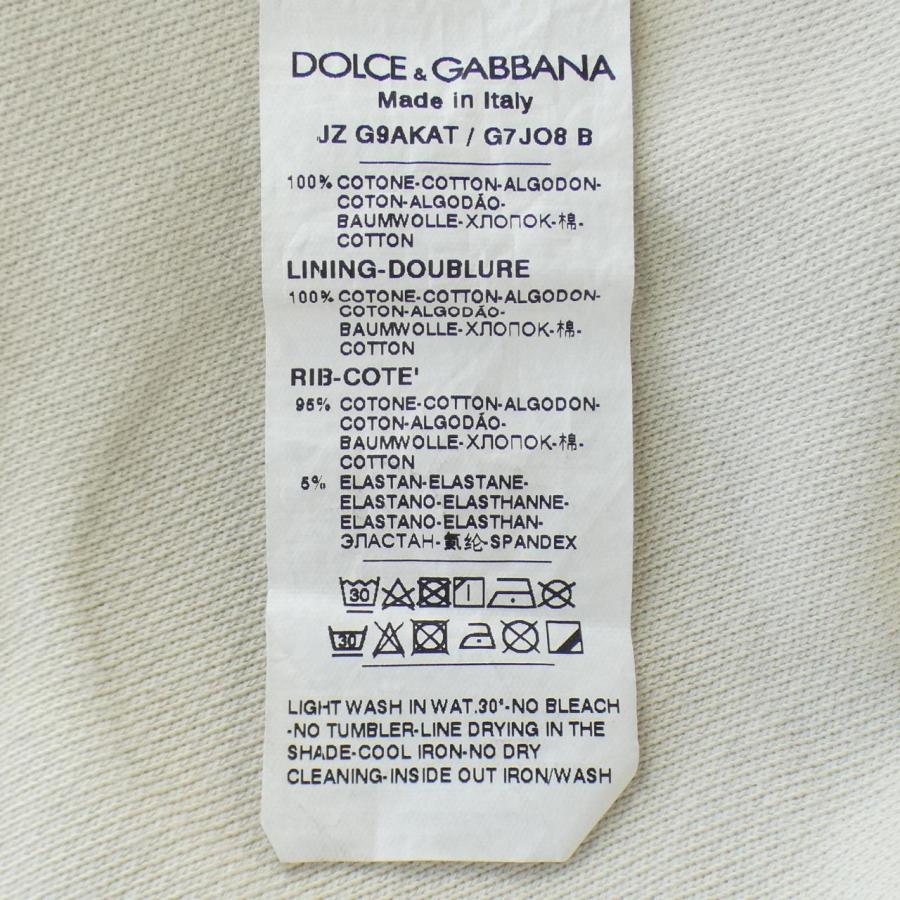 DOLCE & GABBANA
Made in Italy
JZ G9AKAT / G7JO8 B
100% COTONE-COTTON-ALGODON-
COTON-ALGODÃO-
BAUMWOLLE-ХЛОПОК-棉-
COTTON
LINING-DOUBLURE
100% COTONE-COTTON-ALGODON-
COTON-ALGODÃO-
BAUMWOLLE-ХЛОПОК-棉-
COTTON
RIB-COTE'
95% COTONE-COTTON-ALGODON-
COTON-ALGODÃO-
BAUMWOLLE-ХЛОПОК-棉-
COTTON
5% ELASTAN-ELASTANE-
ELASTANO-ELASTHANNE-
ELASTANO-ELASTHAN-
ЭЛАСТАН-氨纶-SPANDEX
30
30
LIGHT WASH IN WAT.30°-NO BLEACH
-NO TUMBLER-LINE DRYING IN THE
SHADE-COOL IRON-NO DRY
CLEANING-INSIDE OUT IRON/WASH